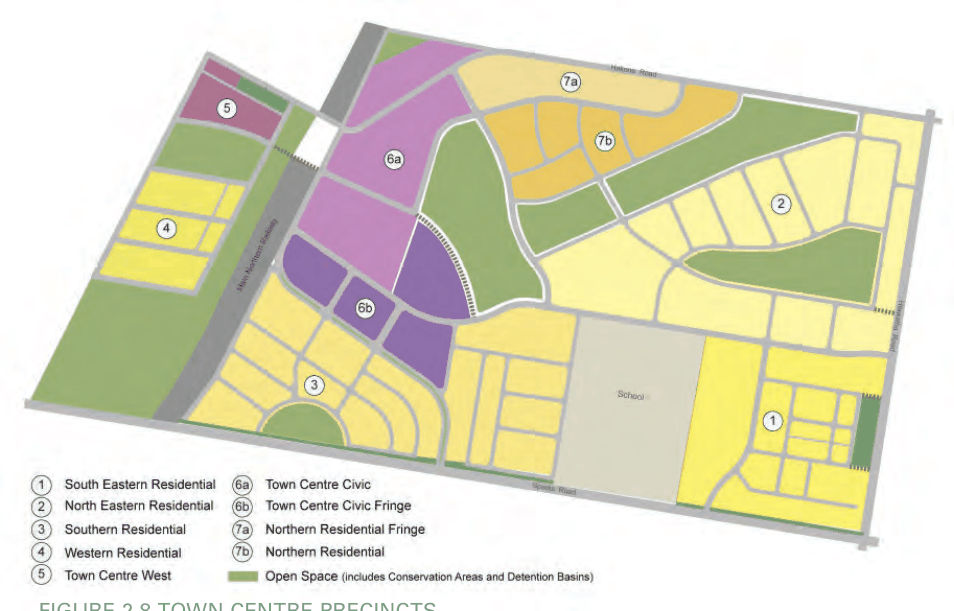 Hakone Road
7a
5
7b
6a
2
4
Main Northern Railway
6b
3
School
1
Sparks Road
1 South Eastern Residential
2 North Eastern Residential
3 Southern Residential
4 Western Residential
5 Town Centre West
6a Town Centre Civic
6b Town Centre Civic Fringe
7a Northern Residential Fringe
7b Northern Residential
Open Space (includes Conservation Areas and Detention Basins)
FIGURE 2.8 TOWN CENTRE PRECINCTS